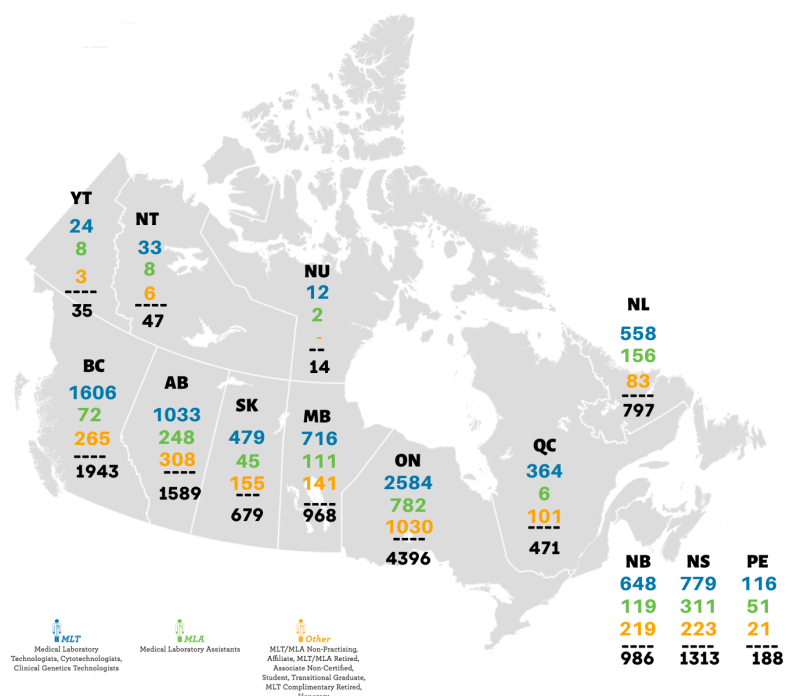 YT
24
8
3
----
35
NT
33
8
6
----
47
NU
12
2
-
--
14
NL
558
156
83
----
797
BC
1606
72
265
----
1943
AB
1033
248
308
----
1589
SK
479
45
155
---
679
MB
716
111
141
----
968
ON
2584
782
1030
----
4396
QC
364
6
101
----
471
NB
648
119
219
----
986
NS
779
311
223
----
1313
PE
116
51
21
----
188
MLT
Medical Laboratory
Technologists, Cytotechnologists,
Clinical Genetics Technologists
MLA
Medical Laboratory Assistants
Other
MLT/MLA Non-Practising,
Affiliate, MLT/MLA Retired,
Associate Non-Certified,
Student, Transitional Graduate,
MLT Complimentary Retired,